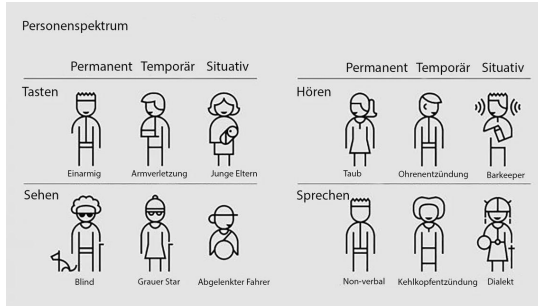 Personenspektrum
Permanent Temporär Situativ
Tasten
Einarmig Armverletzung Junge Eltern
Sehen
Blind Grauer Star Abgelenkter Fahrer
Permanent Temporär Situativ
Hören
Taub Ohrenentzündung Barkeeper
Sprechen
Non-verbal Kehlkopfentzündung Dialekt